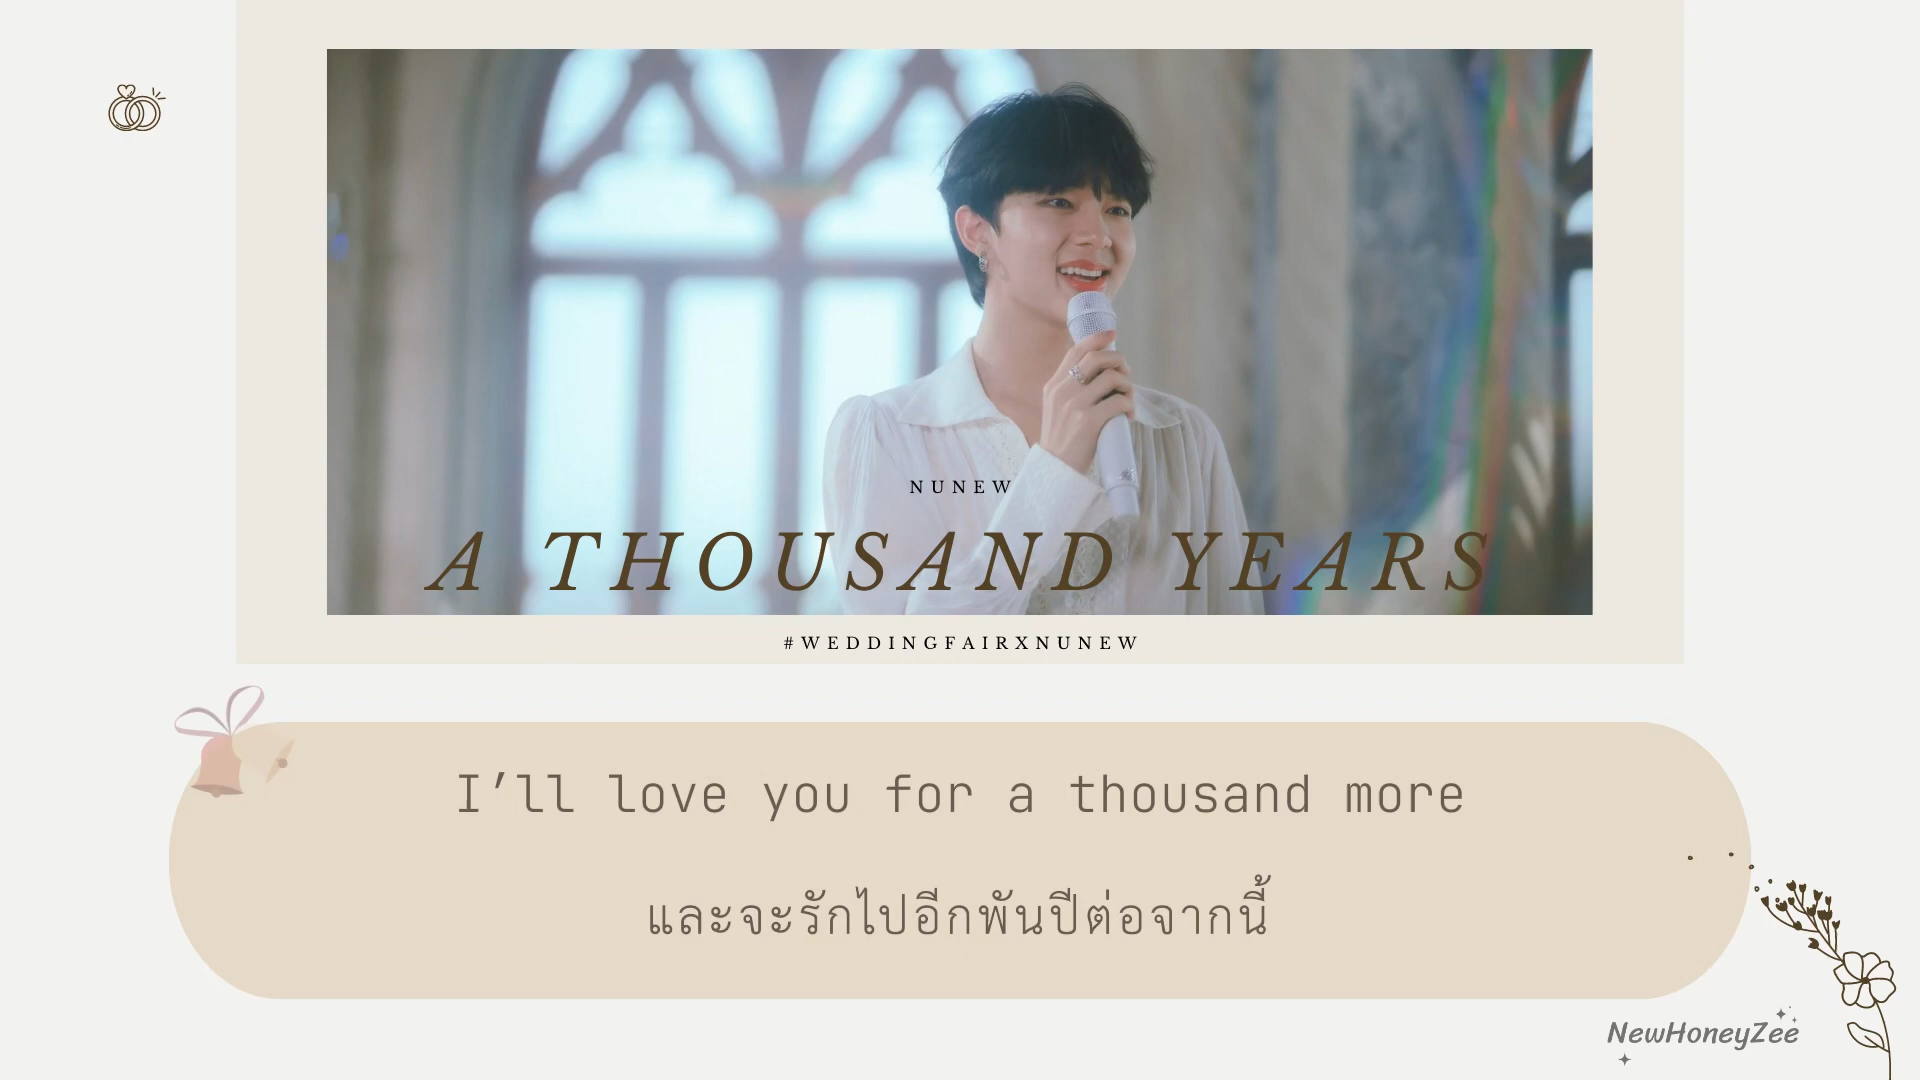 NUNEW
A THOUSAND YEARS
#WEDDINGFAIRXNUNEW
I’ll love you for a thousand more
และจะรักไปอีกพันปีต่อจากนี้
NewHoneyZee